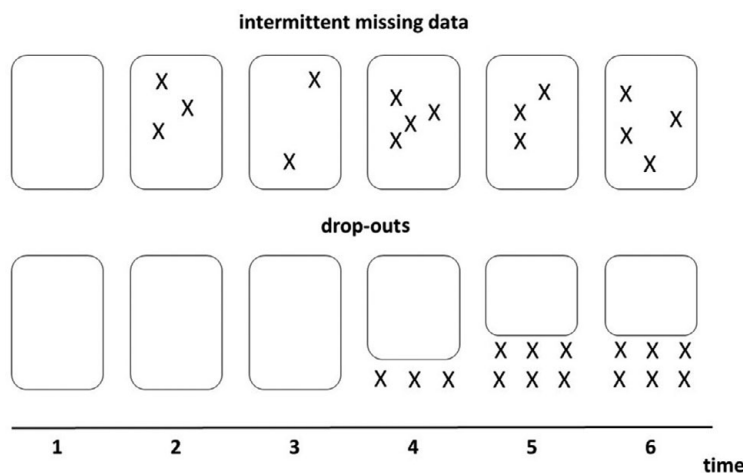 intermittent missing data
X X X X X X X X X X X X X X X X
drop-outs
X X X X X X X X X
X X X X X X
1 2 3 4 5 6
time